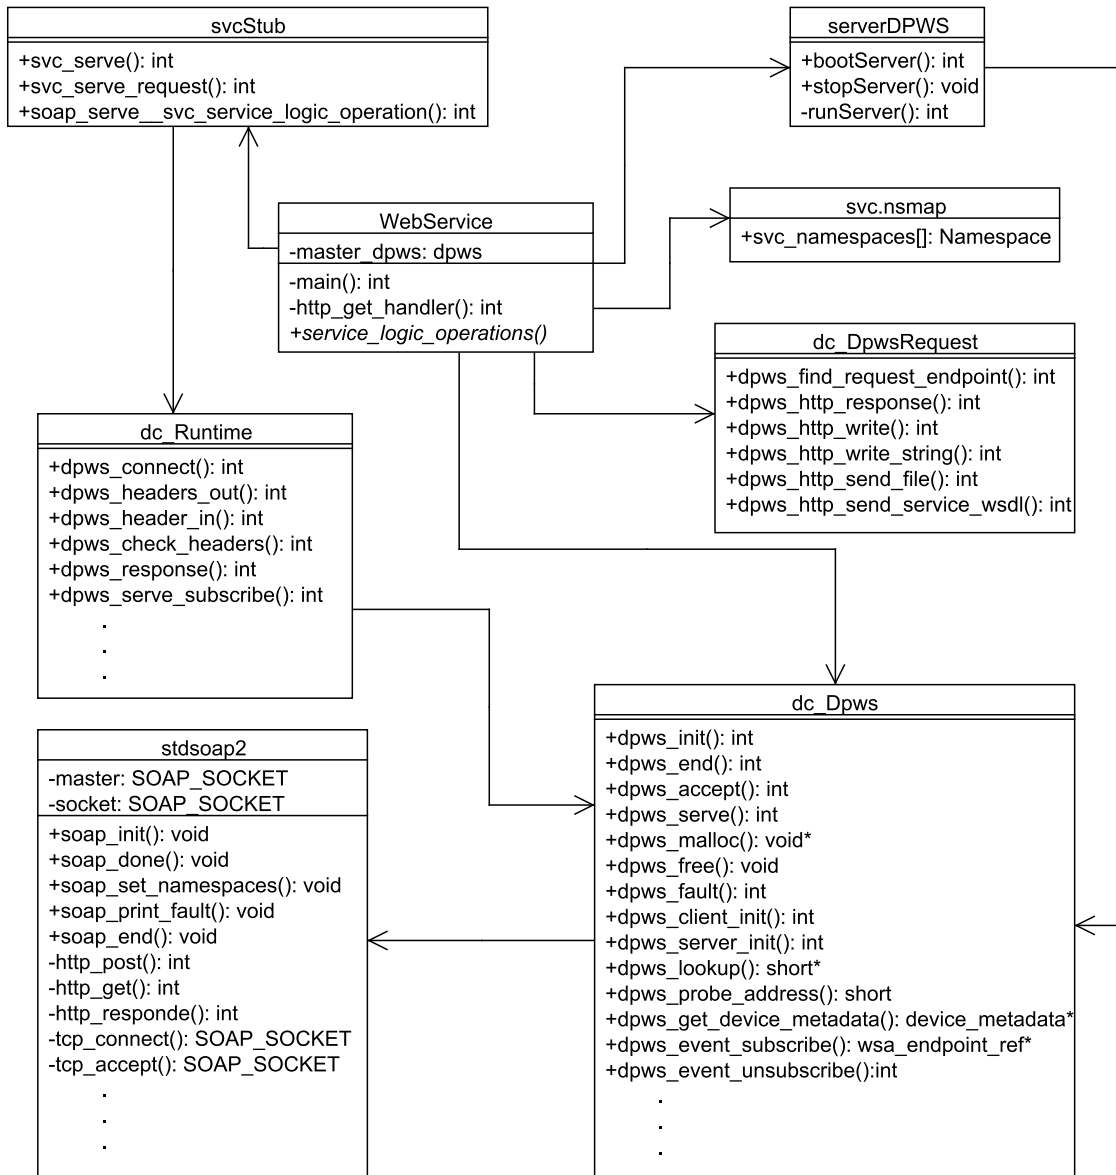 svcStub
+svc_serve(): int
+svc_serve_request(): int
+soap_serve__svc_service_logic_operation(): int
serverDPWS
+bootServer(): int
+stopServer(): void
-runServer(): int
WebService
-master_dpws: dpws
-main(): int
-http_get_handler(): int
+service_logic_operations()
svc.nsmap
+svc_namespaces[]: Namespace
dc_DpwsRequest
+dpws_find_request_endpoint(): int
+dpws_http_response(): int
+dpws_http_write(): int
+dpws_http_write_string(): int
+dpws_http_send_file(): int
+dpws_http_send_service_wsdl(): int
dc_Runtime
+dpws_connect(): int
+dpws_headers_out(): int
+dpws_header_in(): int
+dpws_check_headers(): int
+dpws_response(): int
+dpws_serve_subscribe(): int
.
.
.
stdsoap2
-master: SOAP_SOCKET
-socket: SOAP_SOCKET
+soap_init(): void
+soap_done(): void
+soap_set_namespaces(): void
+soap_print_fault(): void
+soap_end(): void
-http_post(): int
-http_get(): int
-http_responde(): int
-tcp_connect(): SOAP_SOCKET
-tcp_accept(): SOAP_SOCKET
.
.
.
dc_Dpws
+dpws_init(): int
+dpws_end(): int
+dpws_accept(): int
+dpws_serve(): int
+dpws_malloc(): void*
+dpws_free(): void
+dpws_fault(): int
+dpws_client_init(): int
+dpws_server_init(): int
+dpws_lookup(): short*
+dpws_probe_address(): short
+dpws_get_device_metadata(): device_metadata*
+dpws_event_subscribe(): wsa_endpoint_ref*
+dpws_event_unsubscribe():int
.
.
.